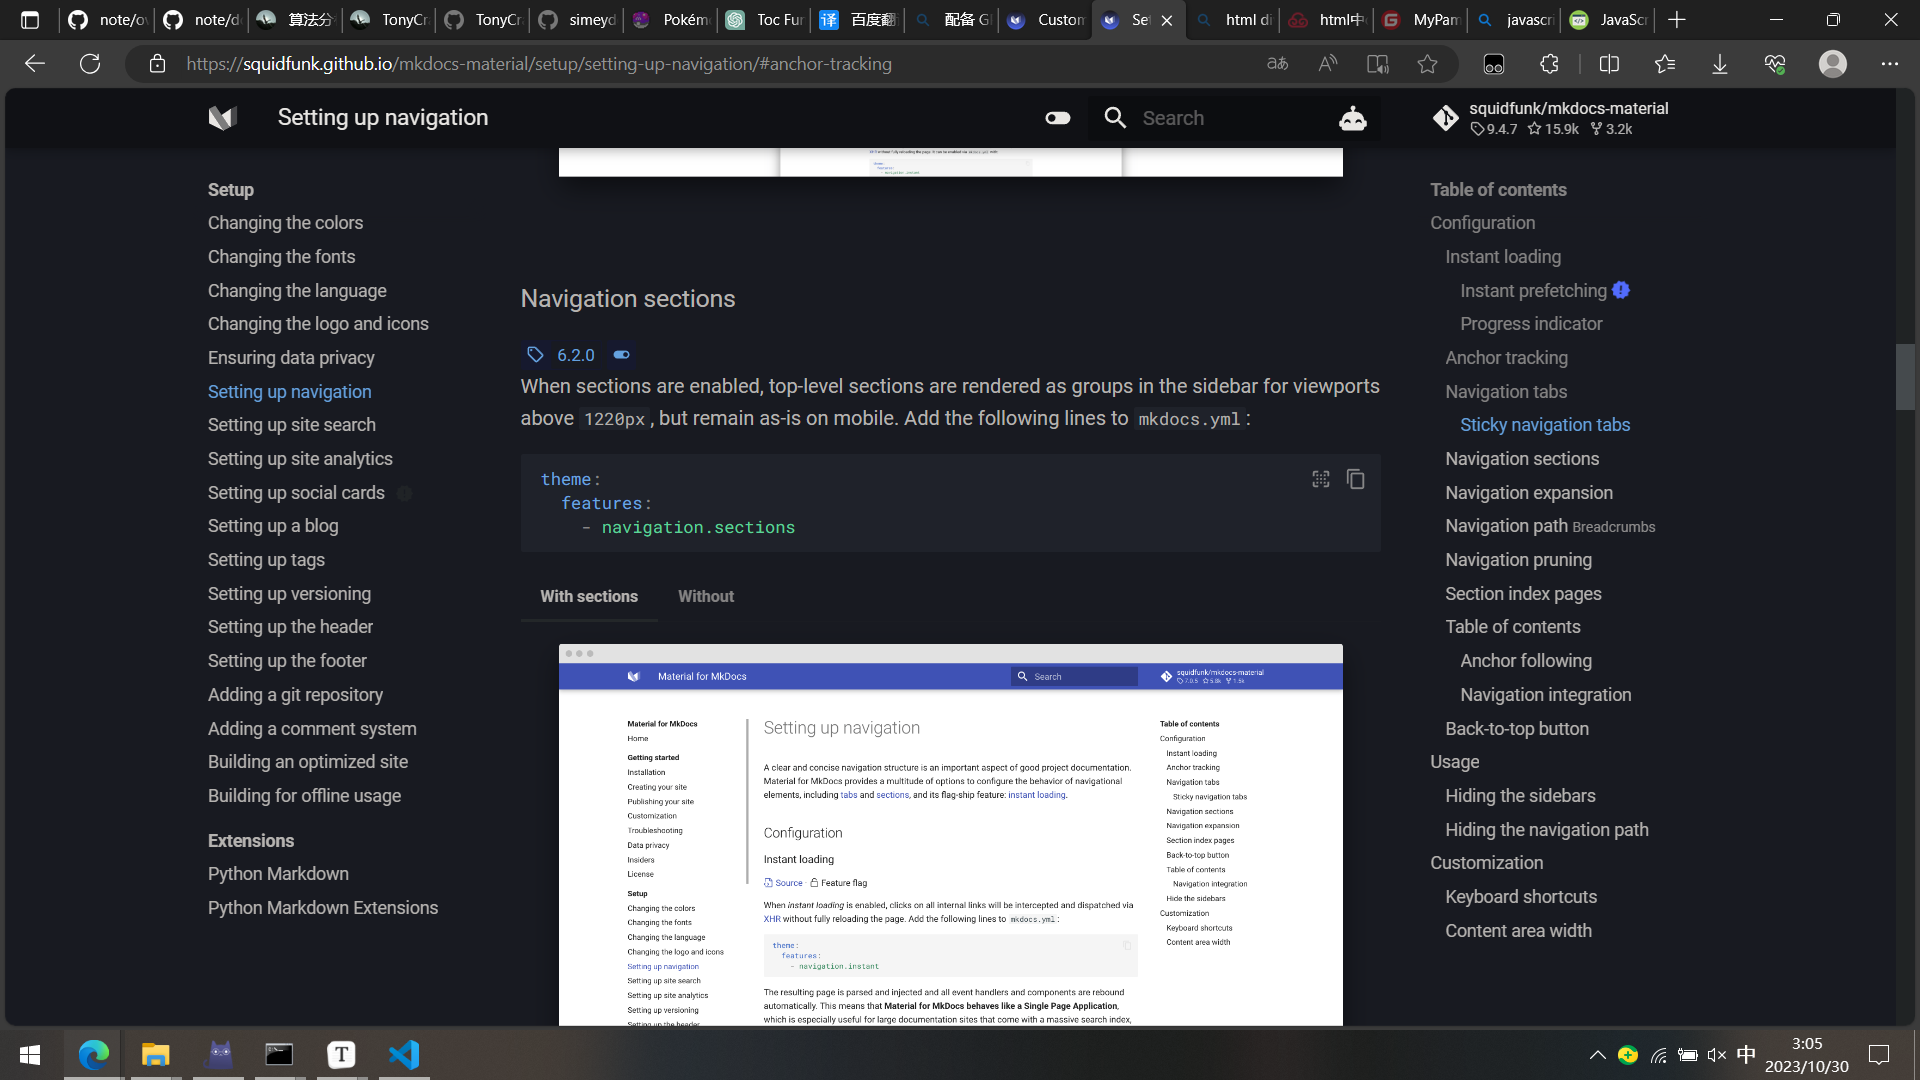 note/ov
note/de
算法分
TonyCra
TonyCra
simeyd
Pokémo
Toc Fun
译
百度翻
配备 Gi
Custom
Set
html di
html中
MyPam
javascri
JavaScr
https://squidfunk.github.io/mkdocs-material/setup/setting-up-navigation/#anchor-tracking
Setting up navigation
Search
squidfunk/mkdocs-material
9.4.7 15.9k 3.2k
Setup
Changing the colors
Changing the fonts
Changing the language
Changing the logo and icons
Ensuring data privacy
Setting up navigation
Setting up site search
Setting up site analytics
Setting up social cards
Setting up a blog
Setting up tags
Setting up versioning
Setting up the header
Setting up the footer
Adding a git repository
Adding a comment system
Building an optimized site
Building for offline usage
Extensions
Python Markdown
Python Markdown Extensions
Navigation sections
6.2.0
When sections are enabled, top-level sections are rendered as groups in the sidebar for viewports
above 1220px, but remain as-is on mobile. Add the following lines to mkdocs.yml:
theme:
features:
- navigation.sections
With sections
Without
Material for MkDocs
Search
squidfunk/mkdocs-material
7.0.5 5.8k 1.5k
Material for MkDocs
Home
Getting started
Installation
Creating your site
Publishing your site
Customization
Troubleshooting
Data privacy
Insiders
License
Setup
Changing the colors
Changing the fonts
Changing the language
Changing the logo and icons
Setting up navigation
Setting up site search
Setting up site analytics
Setting up versioning
Setting up the header
Setting up navigation
A clear and concise navigation structure is an important aspect of good project documentation.
Material for MkDocs provides a multitude of options to configure the behavior of navigational
elements, including tabs and sections, and its flag-ship feature: instant loading.
Configuration
Instant loading
Source · Feature flag
When instant loading is enabled, clicks on all internal links will be intercepted and dispatched via
XHR without fully reloading the page. Add the following lines to mkdocs.yml:
theme:
features:
- navigation.instant
The resulting page is parsed and injected and all event handlers and components are rebound
automatically. This means that Material for MkDocs behaves like a Single Page Application,
which is especially useful for large documentation sites that come with a massive search index,
Table of contents
Configuration
Instant loading
Anchor tracking
Navigation tabs
Sticky navigation tabs
Navigation sections
Navigation expansion
Section index pages
Back-to-top button
Table of contents
Navigation integration
Hide the sidebars
Customization
Keyboard shortcuts
Content area width
Table of contents
Configuration
Instant loading
Instant prefetching
Progress indicator
Anchor tracking
Navigation tabs
Sticky navigation tabs
Navigation sections
Navigation expansion
Navigation path Breadcrumbs
Navigation pruning
Section index pages
Table of contents
Anchor following
Navigation integration
Back-to-top button
Usage
Hiding the sidebars
Hiding the navigation path
Customization
Keyboard shortcuts
Content area width
中
3:05
2023/10/30